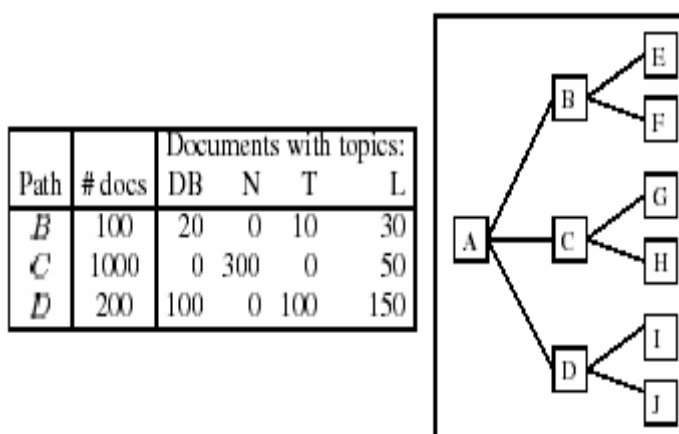 Documents with topics:
Path # docs DB N T L
B 100 20 0 10 30
C 1000 0 300 0 50
D 200 100 0 100 150
A
B
C
D
E
F
G
H
I
J